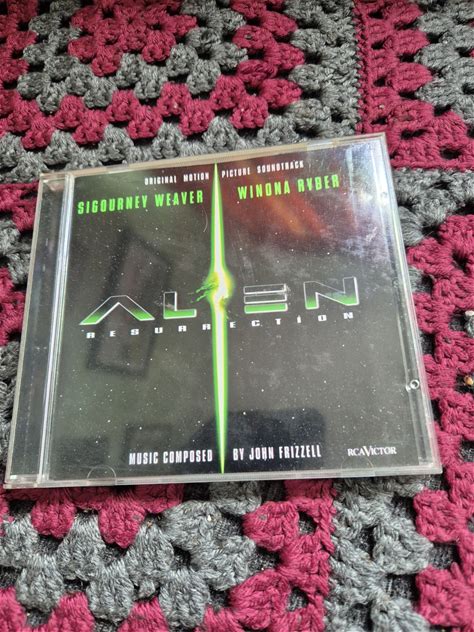 ORIGINAL MOTION PICTURE SOUNDTRACK
SIGOURNEY WEAVER WINONA RYDER
ALIEN
RESURRECTION
MUSIC COMPOSED BY JOHN FRIZZELL
RCA VICTOR